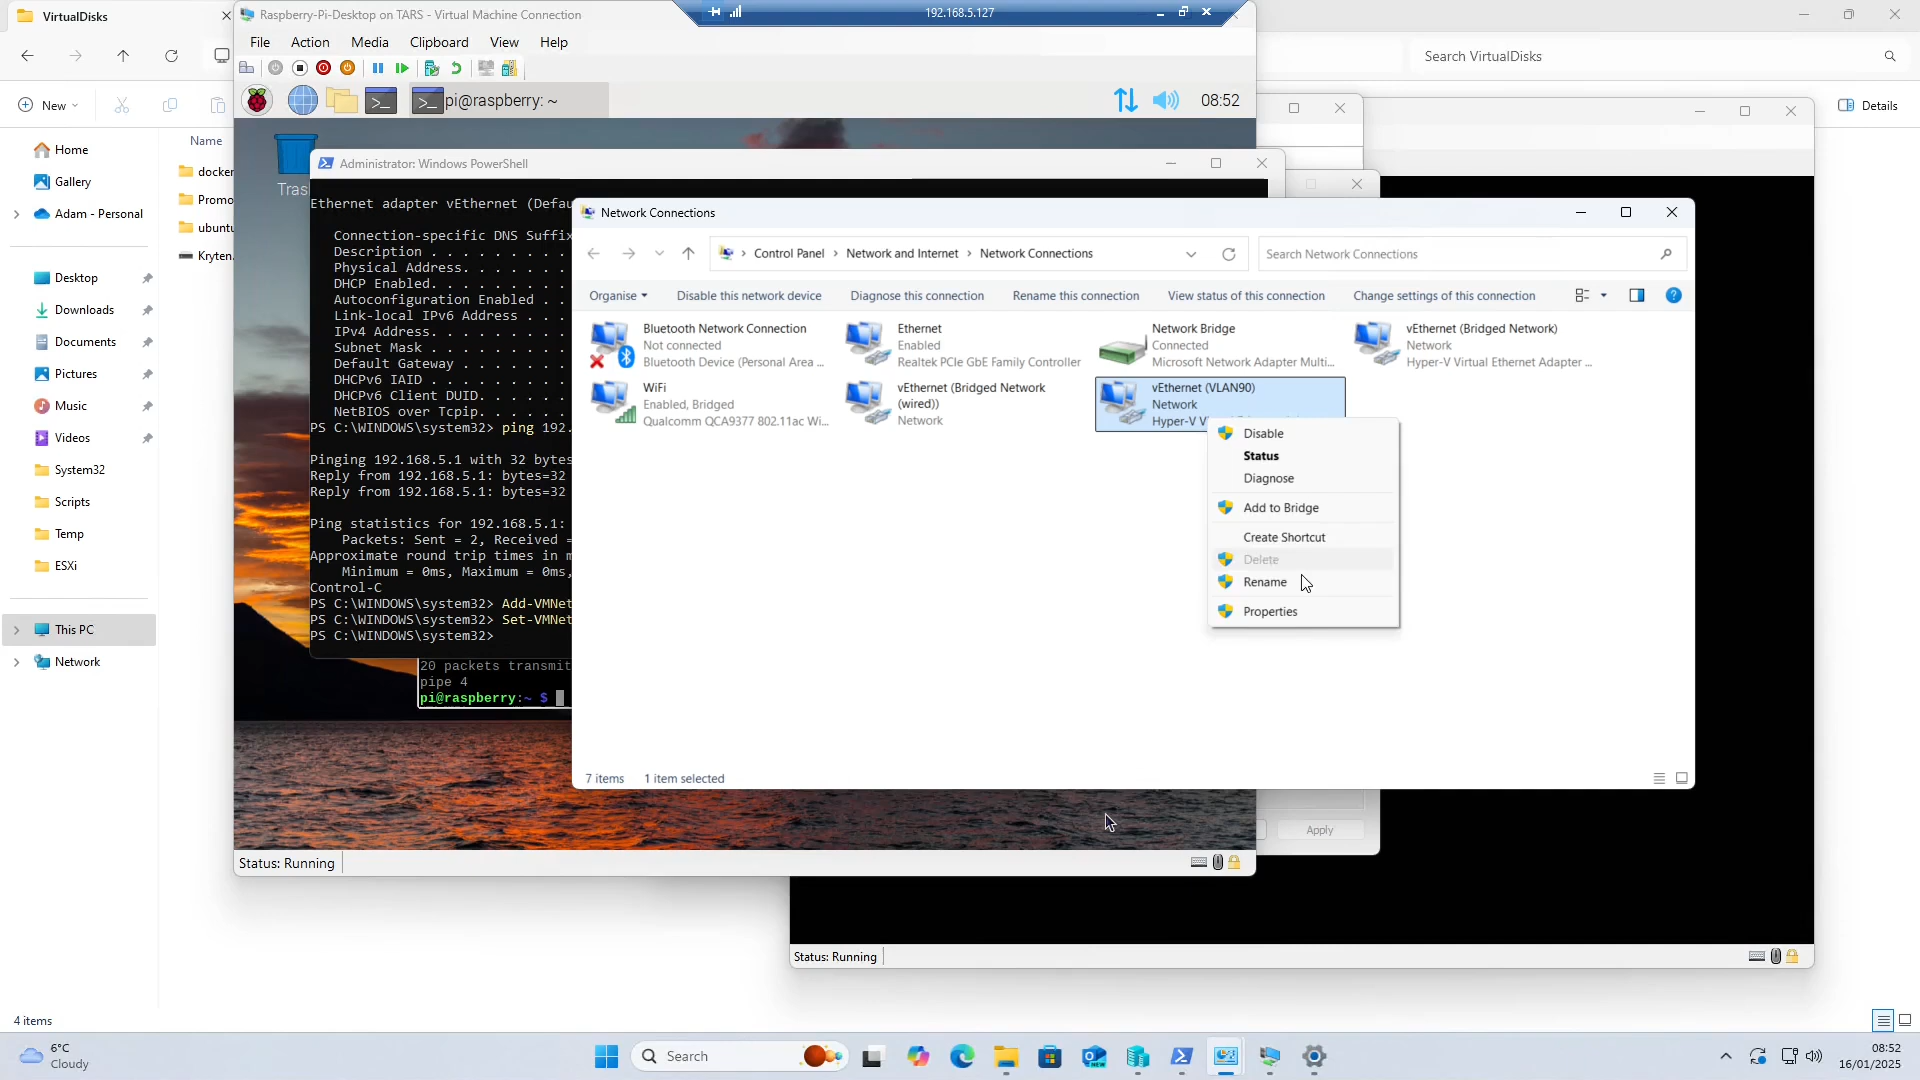 VirtualDisks
Raspberry-Pi-Desktop on TARS - Virtual Machine Connection
192.168.5.127
File Action Media Clipboard View Help
Search VirtualDisks
pi@raspberry: ~
08:52
New
Details
Name
Home
Gallery
Adam - Personal
Desktop
Downloads
Documents
Pictures
Music
Videos
System32
Scripts
Temp
ESXi
This PC
Network
docker
Promo
ubuntu
Kryten.
4 items
Administrator: Windows PowerShell
Ethernet adapter vEthernet (Defau
Connection-specific DNS Suffix
Description . . . . . . . . .
Physical Address. . . . . . .
DHCP Enabled. . . . . . . . .
Autoconfiguration Enabled . .
Link-local IPv6 Address . . .
IPv4 Address. . . . . . . . .
Subnet Mask . . . . . . . . .
Default Gateway . . . . . . .
DHCPv6 IAID . . . . . . . . .
DHCPv6 Client DUID. . . . . .
NetBIOS over Tcpip. . . . . .
PS C:\WINDOWS\system32> ping 192.
Pinging 192.168.5.1 with 32 bytes
Reply from 192.168.5.1: bytes=32
Reply from 192.168.5.1: bytes=32
Ping statistics for 192.168.5.1:
Packets: Sent = 2, Received =
Approximate round trip times in m
Minimum = 0ms, Maximum = 0ms,
Control-C
PS C:\WINDOWS\system32> Add-VMNet
PS C:\WINDOWS\system32> Set-VMNet
PS C:\WINDOWS\system32>
20 packets transmit
pipe 4
pi@raspberry:~ $
Status: Running
Network Connections
Control Panel › Network and Internet › Network Connections
Search Network Connections
Organise Disable this network device Diagnose this connection Rename this connection View status of this connection Change settings of this connection
Bluetooth Network Connection
Not connected
Bluetooth Device (Personal Area ...
Ethernet
Enabled
Realtek PCIe GbE Family Controller
Network Bridge
Connected
Microsoft Network Adapter Multi...
vEthernet (Bridged Network)
Network
Hyper-V Virtual Ethernet Adapter ...
WiFi
Enabled, Bridged
Qualcomm QCA9377 802.11ac Wi...
vEthernet (Bridged Network
(wired))
Network
vEthernet (VLAN90)
Network
Hyper-V V
Disable
Status
Diagnose
Add to Bridge
Create Shortcut
Delete
Rename
Properties
7 items 1 item selected
Apply
Status: Running
6°C
Cloudy
Search
08:52
16/01/2025